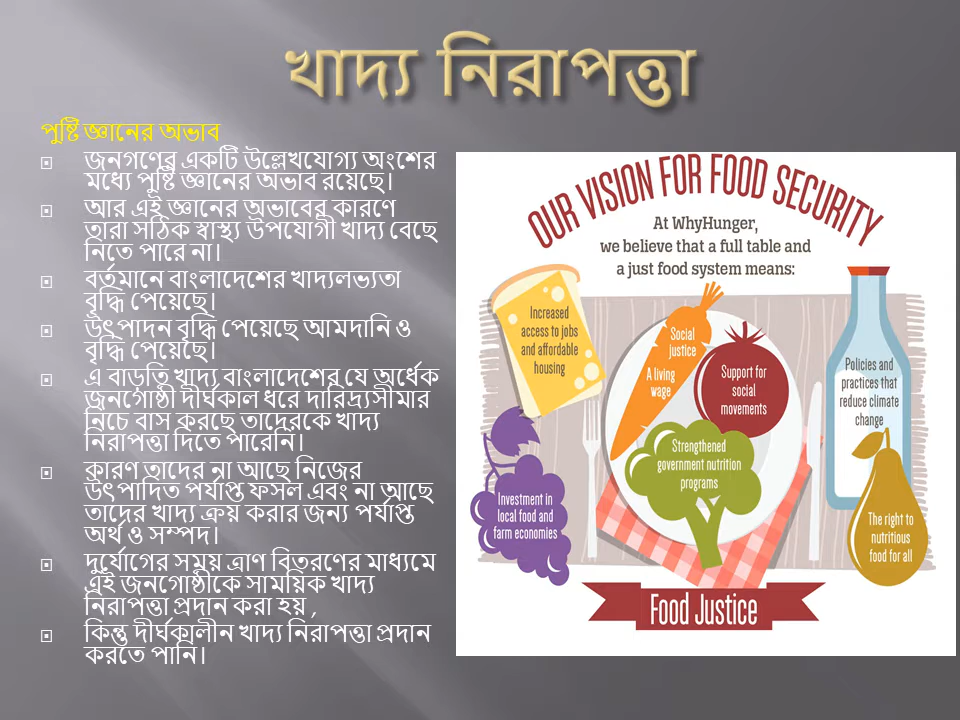 খাদ্য নিরাপত্তা
পুষ্টি জ্ঞানের অভাব
জনগণের একটি উল্লেখযোগ্য অংশের
মধ্যে পুষ্টি জ্ঞানের অভাব রয়েছে।
আর এই জ্ঞানের অভাবের কারণে
তারা সঠিক স্বাস্থ্য উপযোগী খাদ্য বেছে
নিতে পারে না।
বর্তমানে বাংলাদেশের খাদ্যলভ্যতা
বৃদ্ধি পেয়েছে।
উৎপাদন বৃদ্ধি পেয়েছে আমদানি ও
বৃদ্ধি পেয়েছে।
এ বাড়তি খাদ্য বাংলাদেশের যে অর্ধেক
জনগোষ্ঠী দীর্ঘকাল ধরে দারিদ্র্যসীমার
নিচে বাস করছে তাদেরকে খাদ্য
নিরাপত্তা দিতে পারেনি।
কারণ তাদের না আছে নিজের
উৎপাদিত পর্যাপ্ত ফসল এবং না আছে
তাদের খাদ্য ক্রয় করার জন্য পর্যাপ্ত
অর্থ ও সম্পদ।
দুর্যোগের সময় ত্রাণ বিতরণের মাধ্যমে
এই জনগোষ্ঠীকে সাময়িক খাদ্য
নিরাপত্তা প্রদান করা হয় ,
কিন্তু দীর্ঘকালীন খাদ্য নিরাপত্তা প্রদান
করতে পানি।
OUR VISION FOR FOOD SECURITY
At WhyHunger,
we believe that a full table and
a just food system means:
Increased
access to jobs
and affordable
housing
Social
justice
A living
wage
Support for
social
movements
Policies and
practices that
reduce climate
change
Strengthened
government nutrition
programs
Investment in
local food and
farm economies
The right to
nutritious
food for all
Food Justice